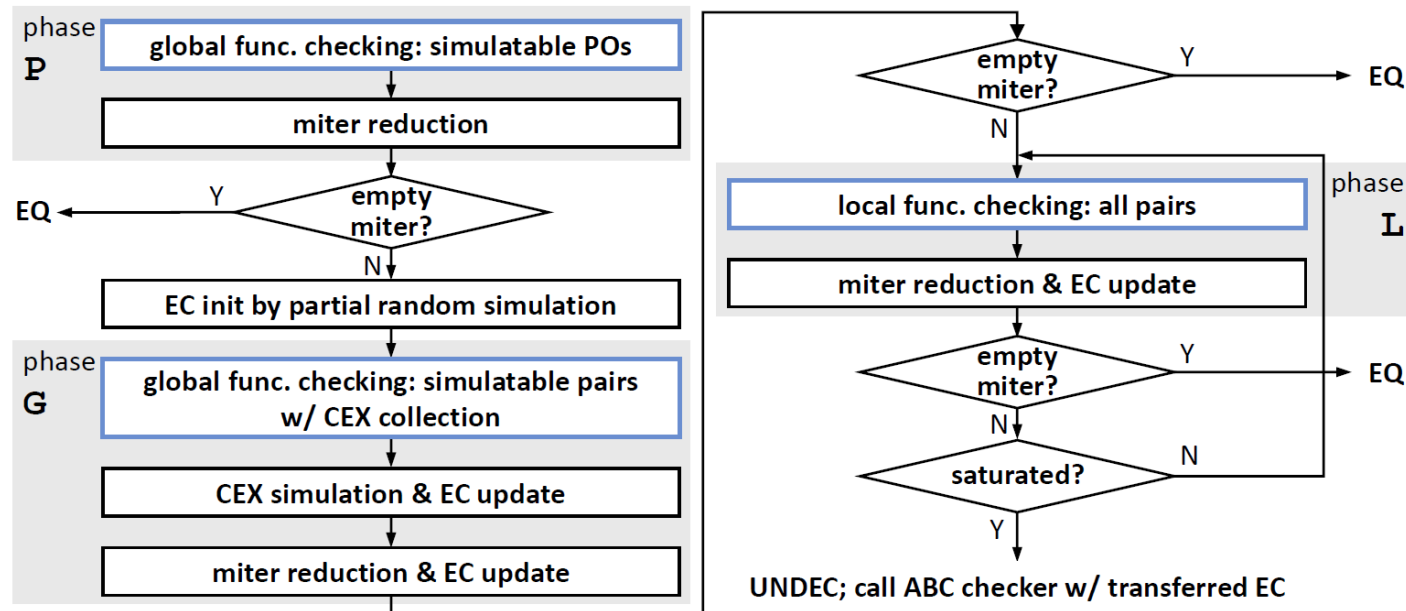 phase
P
global func. checking: simulatable POs
miter reduction
empty
miter?
Y
EQ
N
EC init by partial random simulation
phase
G
global func. checking: simulatable pairs
w/ CEX collection
CEX simulation & EC update
miter reduction & EC update
empty
miter?
Y
EQ
N
phase
L
local func. checking: all pairs
miter reduction & EC update
empty
miter?
Y
EQ
N
saturated?
N
Y
UNDEC; call ABC checker w/ transferred EC